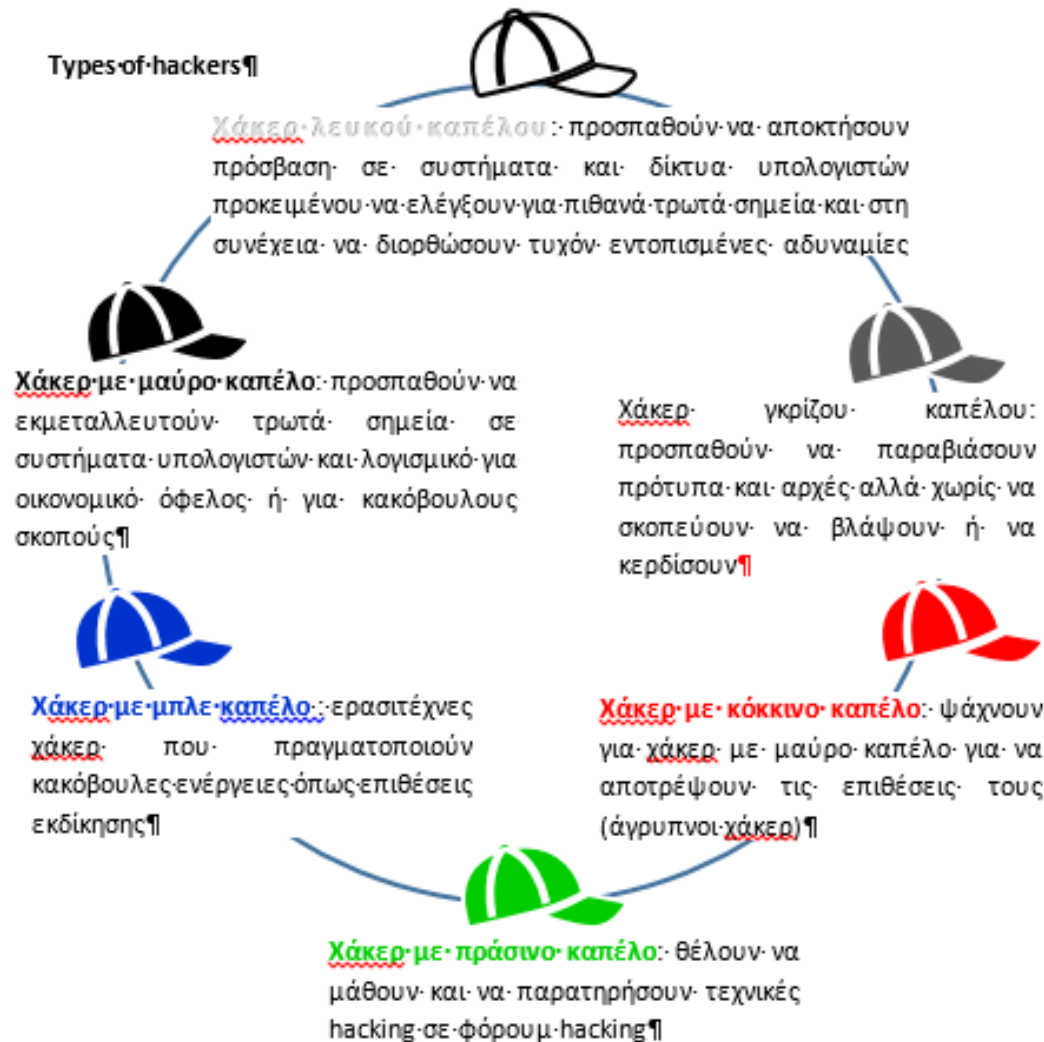 Types of hackers¶
Χάκερ λευκού καπέλου: προσπαθούν να αποκτήσουν
πρόσβαση σε συστήματα και δίκτυα υπολογιστών
προκειμένου να ελέγξουν για πιθανά τρωτά σημεία και στη
συνέχεια να διορθώσουν τυχόν εντοπισμένες αδυναμίες
Χάκερ με μαύρο καπέλο: προσπαθούν να
εκμεταλλευτούν τρωτά σημεία σε
συστήματα υπολογιστών και λογισμικό για
οικονομικό όφελος ή για κακόβουλους
σκοπούς¶
Χάκερ γκρίζου καπέλου:
προσπαθούν να παραβιάσουν
πρότυπα και αρχές αλλά χωρίς να
σκοπεύουν να βλάψουν ή να
κερδίσουν¶
Χάκερ με μπλε καπέλο : ερασιτέχνες
χάκερ που πραγματοποιούν
κακόβουλες ενέργειες όπως επιθέσεις
εκδίκησης¶
Χάκερ με κόκκινο καπέλο: ψάχνουν
για χάκερ με μαύρο καπέλο για να
αποτρέψουν τις επιθέσεις τους
(άγρυπνοι χάκερ)¶
Χάκερ με πράσινο καπέλο: θέλουν να
μάθουν και να παρατηρήσουν τεχνικές
hacking σε φόρουμ hacking¶